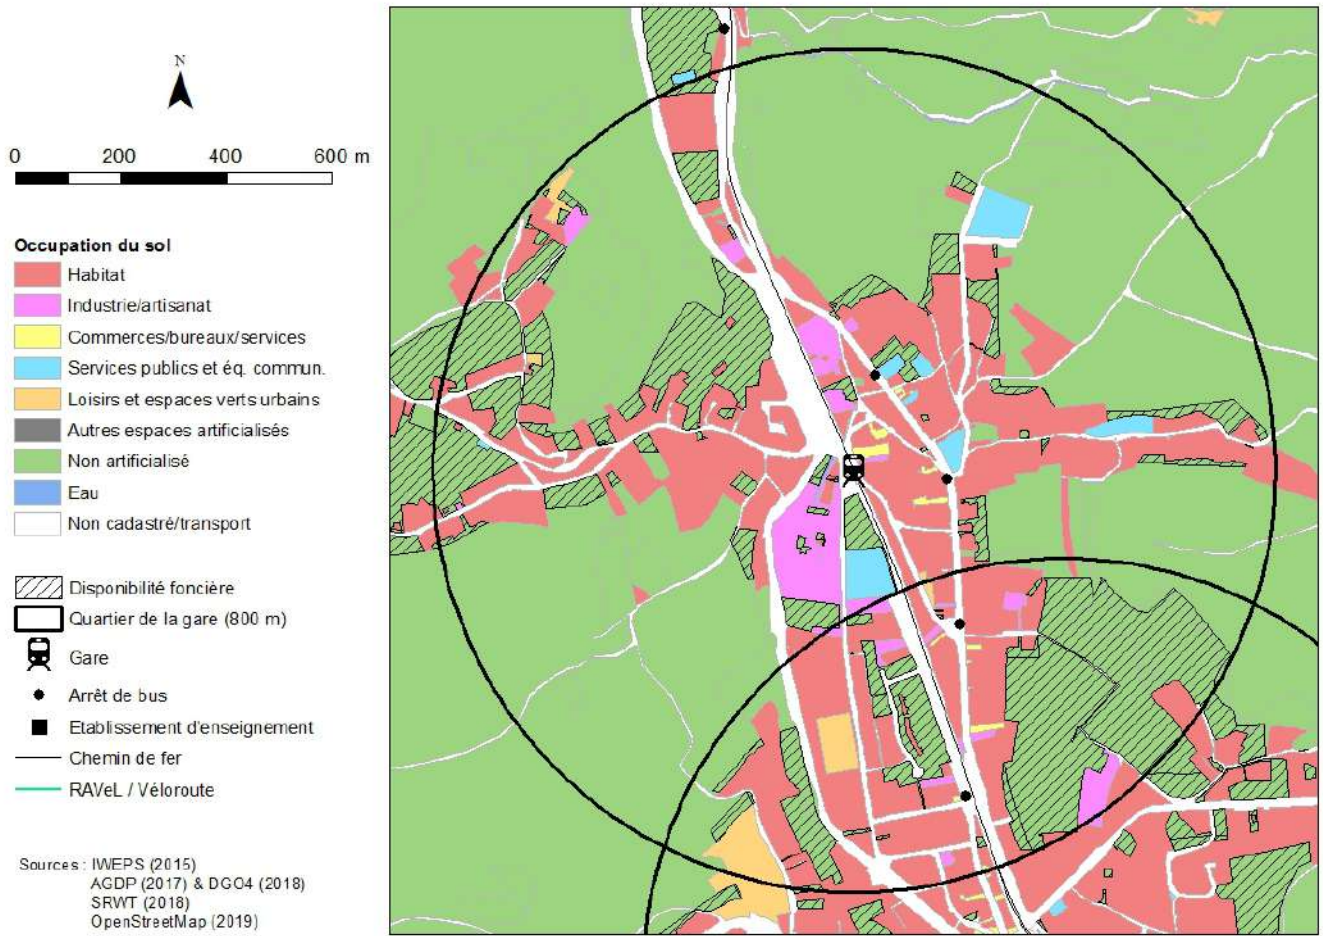 N
0 200 400 600 m
Occupation du sol
Habitat
Industrie/artisanat
Commerces/bureaux/services
Services publics et éq. commun.
Loisirs et espaces verts urbains
Autres espaces artificialisés
Non artificialisé
Eau
Non cadastré/transport
Disponibilité foncière
Quartier de la gare (800 m)
Gare
Arrêt de bus
Etablissement d'enseignement
Chemin de fer
RAVeL / Véloroute
Sources : IWEPS (2015)
AGDP (2017) & DGO4 (2018)
SRWT (2018)
OpenStreetMap (2019)